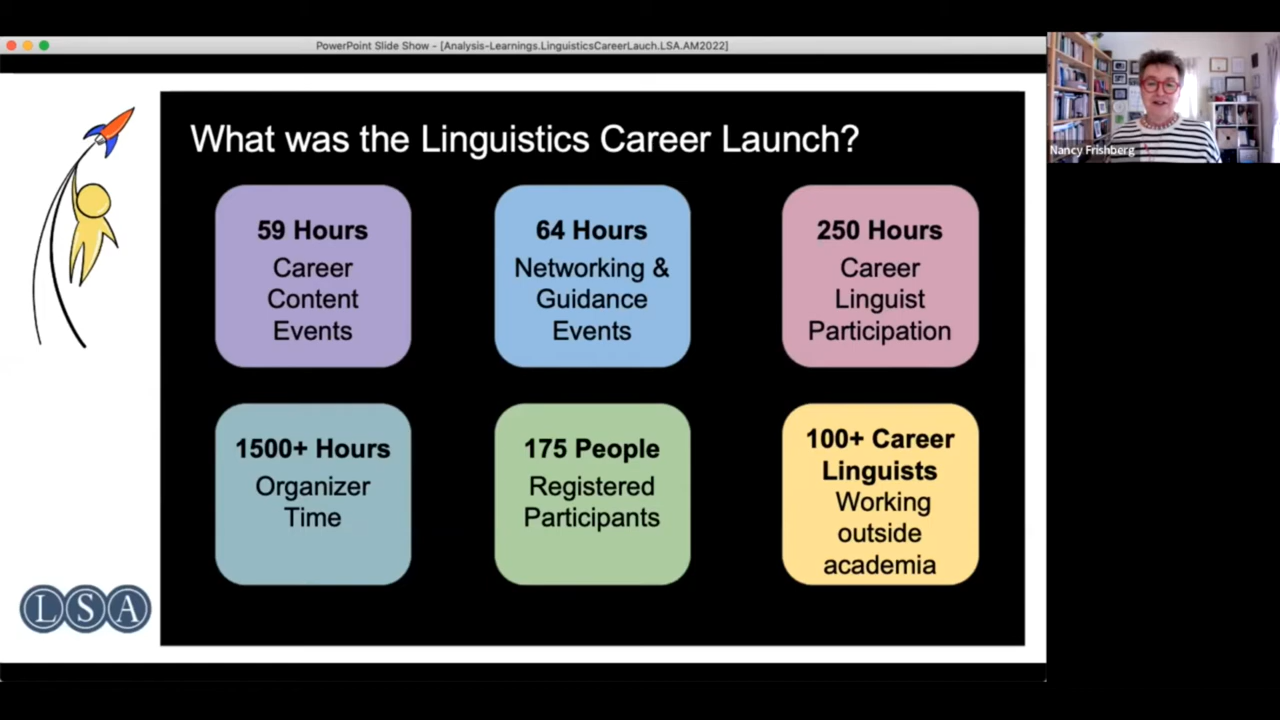 PowerPoint Slide Show - [Analysis-Learnings.LinguisticsCareerLauch.LSA.AM2022]
Nancy Frishberg
What was the Linguistics Career Launch?
59 Hours
Career
Content
Events
64 Hours
Networking &
Guidance
Events
250 Hours
Career
Linguist
Participation
1500+ Hours
Organizer
Time
175 People
Registered
Participants
100+ Career
Linguists
Working
outside
academia
LSA